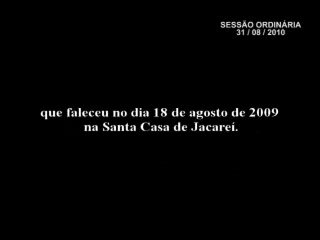 SESSÃO ORDINÁRIA
31 / 08 / 2010
que faleceu no dia 18 de agosto de 2009
na Santa Casa de Jacareí.